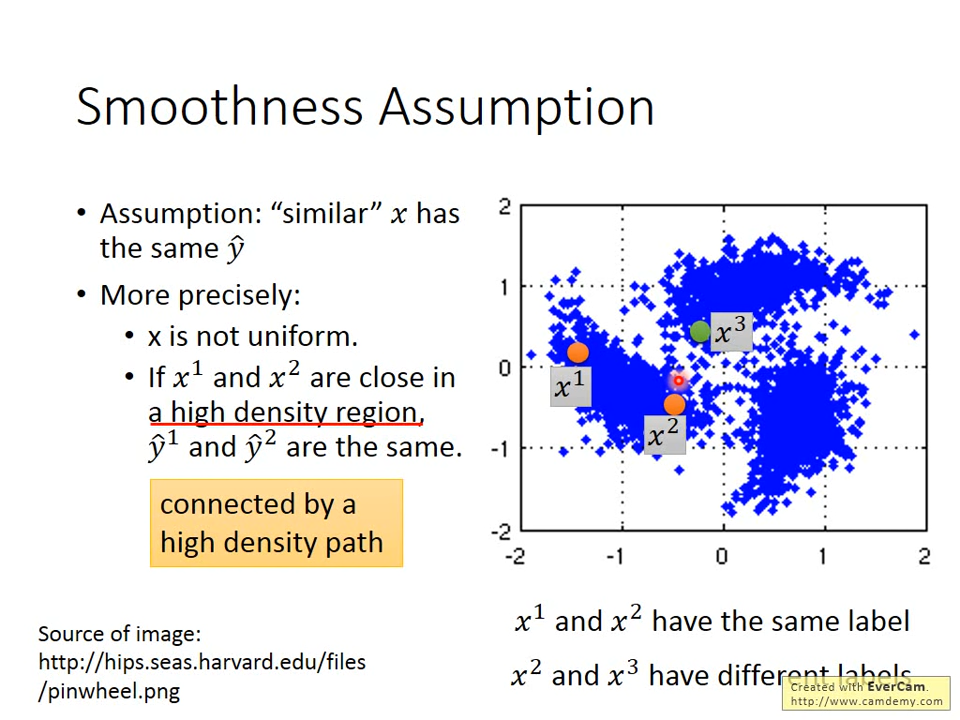 Smoothness Assumption
• Assumption: “similar” x has
the same ŷ
• More precisely:
• x is not uniform.
• If x¹ and x² are close in
a high density region,
ŷ¹ and ŷ² are the same.
connected by a
high density path
Source of image:
http://hips.seas.harvard.edu/files
/pinwheel.png
2
1
0
-1
-2
-2 -1 0 1 2
x¹
x²
x³
x¹ and x² have the same label
x² and x³ have different labels
Created with EverCam.
http://www.camdemy.com